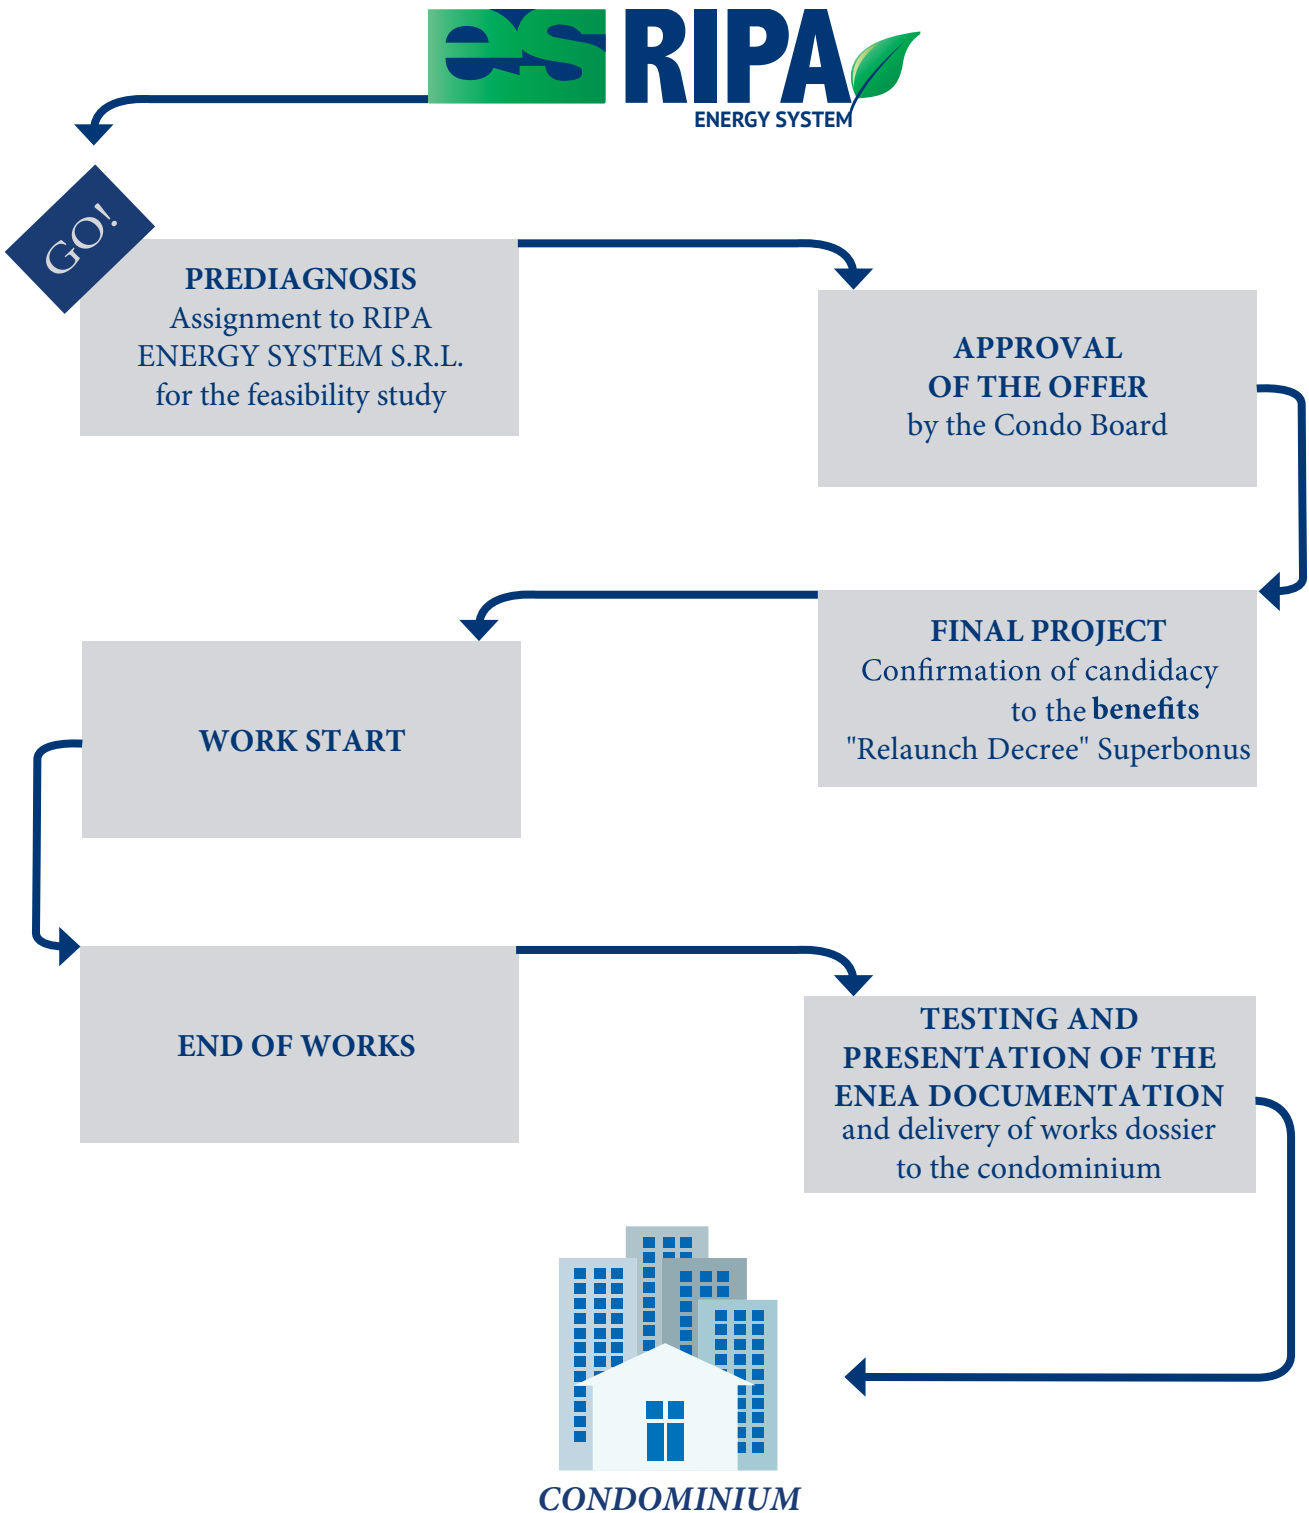 es RIPA
ENERGY SYSTEM
GO!
PREDIAGNOSIS
Assignment to RIPA
ENERGY SYSTEM S.R.L.
for the feasibility study
APPROVAL
OF THE OFFER
by the Condo Board
FINAL PROJECT
Confirmation of candidacy
to the benefits
"Relaunch Decree" Superbonus
WORK START
END OF WORKS
TESTING AND
PRESENTATION OF THE
ENEA DOCUMENTATION
and delivery of works dossier
to the condominium
CONDOMINIUM